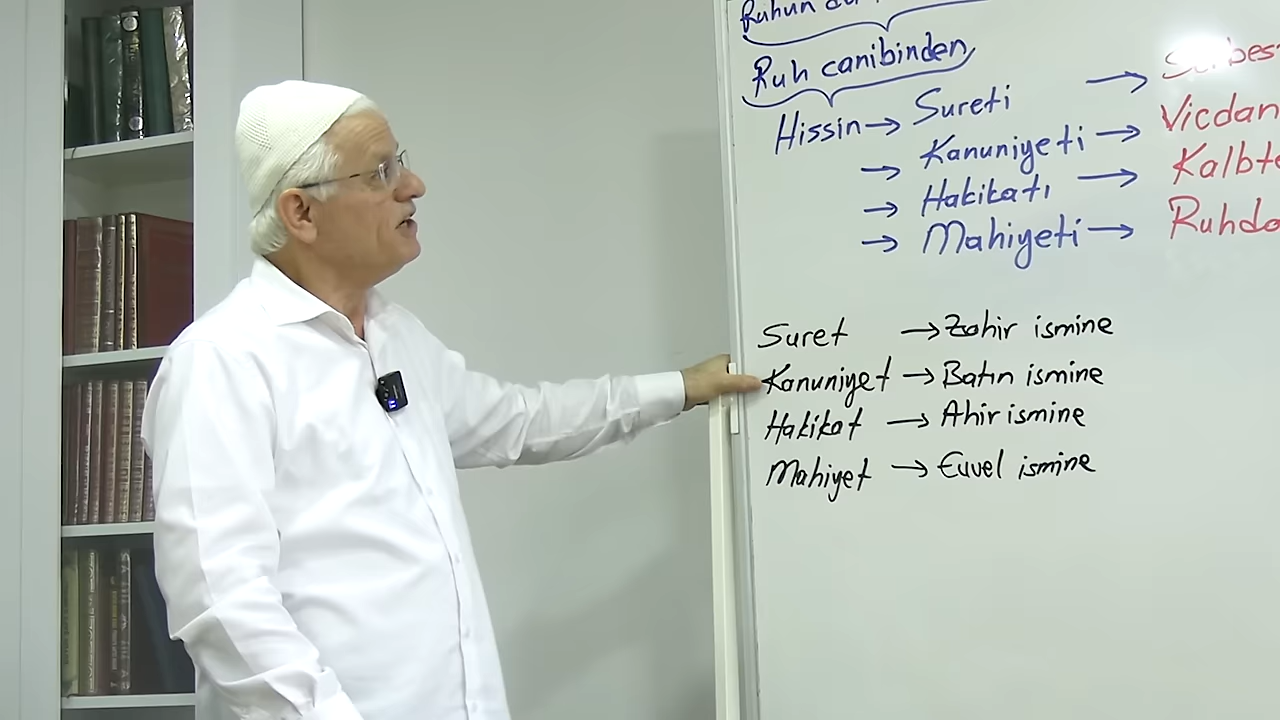 Ruhun
Ruh canibinden
Hissin → Sureti →
→ Kanuniyeti → Vicdan
→ Hakikatı → Kalbte
→ Mahiyeti → Ruhda
Suret → Zahir ismine
Kanuniyet → Batın ismine
Hakikat → Ahir ismine
Mahiyet → Evvel ismine